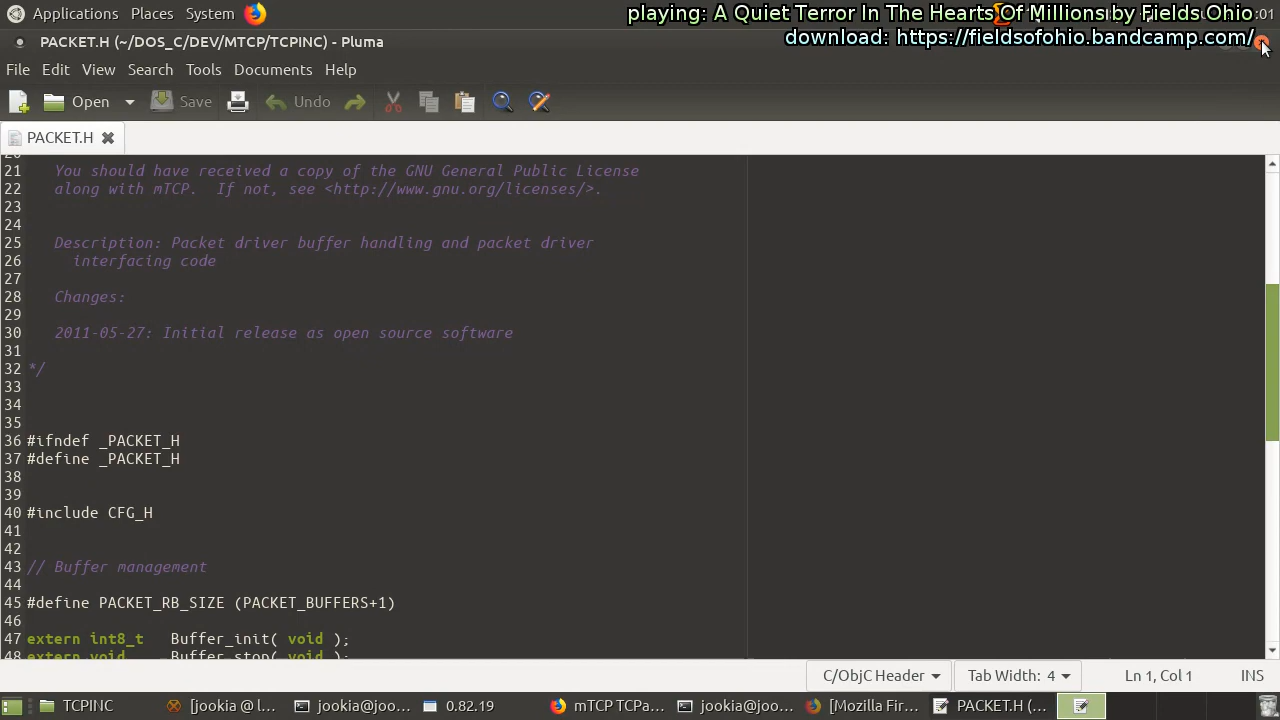 Applications Places System
playing: A Quiet Terror In The Hearts Of Millions by Fields Ohio
:01
PACKET.H (~/DOS_C/DEV/MTCP/TCPINC) - Pluma
download: https://fieldsofohio.bandcamp.com/
File Edit View Search Tools Documents Help
Open Save Undo
PACKET.H
20
21 You should have received a copy of the GNU General Public License
22 along with mTCP. If not, see <http://www.gnu.org/licenses/>.
23
24
25 Description: Packet driver buffer handling and packet driver
26 interfacing code
27
28 Changes:
29
30 2011-05-27: Initial release as open source software
31
32 */
33
34
35
36 #ifndef _PACKET_H
37 #define _PACKET_H
38
39
40 #include CFG_H
41
42
43 // Buffer management
44
45 #define PACKET_RB_SIZE (PACKET_BUFFERS+1)
46
47 extern int8_t Buffer_init( void );
48 extern void Buffer_stop( void );
C/ObjC Header Tab Width: 4 Ln 1, Col 1 INS
TCPINC [jookia @ l... jookia@joo... 0.82.19 mTCP TCPa... jookia@joo... [Mozilla Fir... PACKET.H (~...